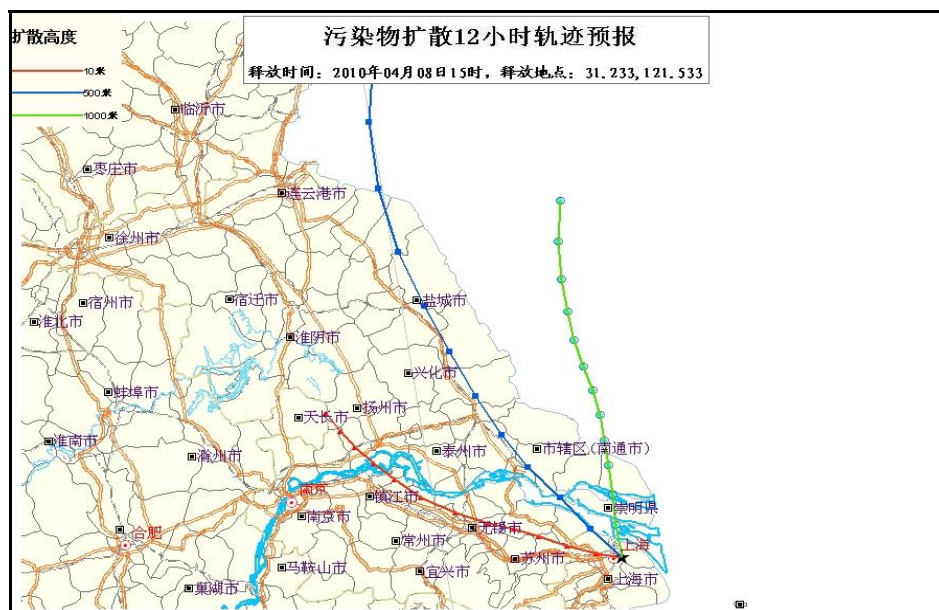 污染物扩散12小时轨迹预报
释放时间：2010年04月08日15时，释放地点：31.233,121.533
扩散高度
10米
500米
1000米
临沂市
枣庄市
连云港市
徐州市
宿州市
宿迁市
盐城市
淮北市
淮阴市
兴化市
蚌埠市
天长市
扬州市
淮南市
滁州市
泰州市
市辖区（南通市）
南京
镇江市
崇明县
南京市
无锡市
合肥
常州市
上海
苏州市
马鞍山市
宜兴市
上海市
巢湖市